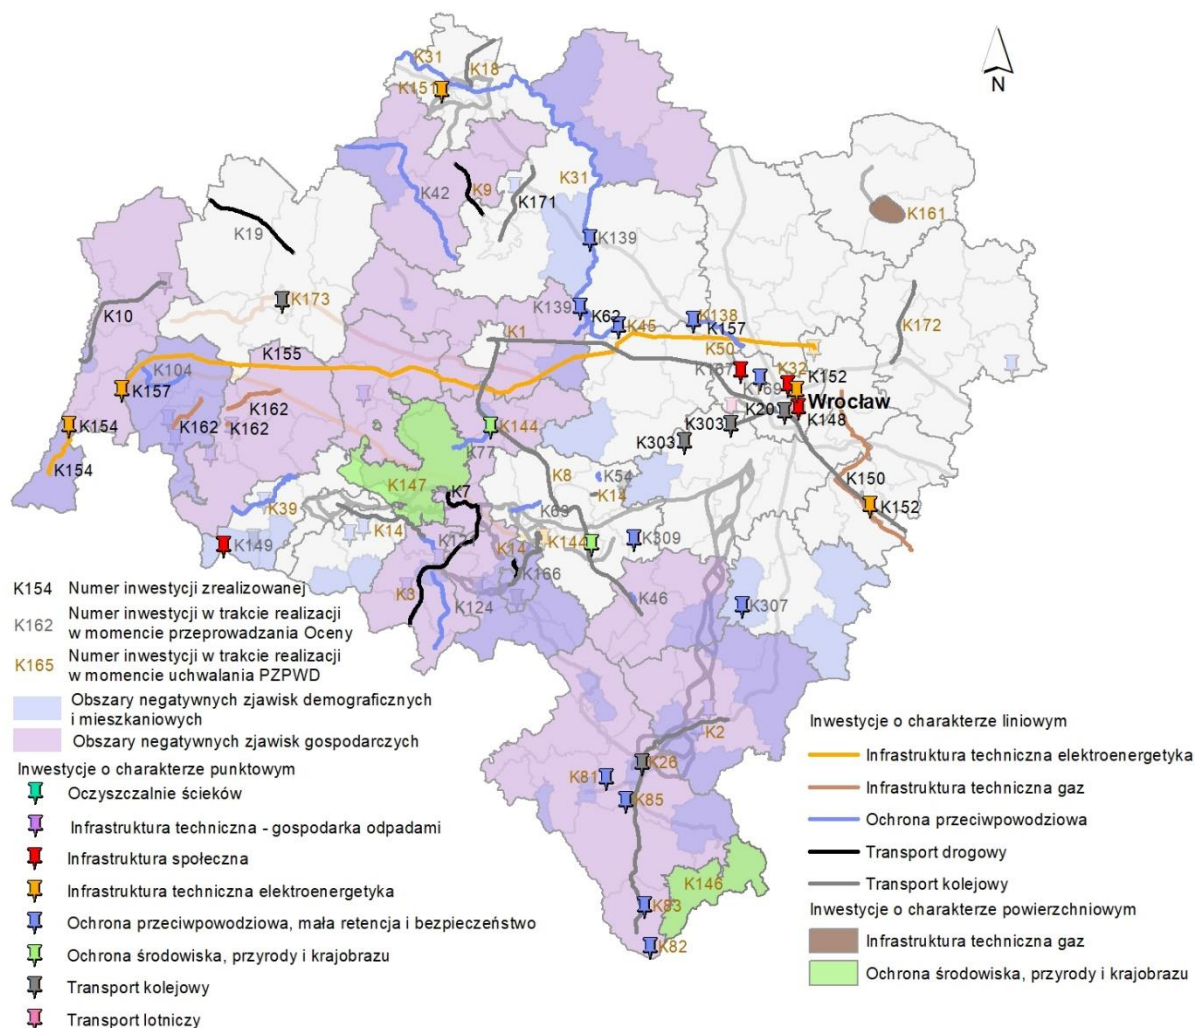 K31
K18
K151
N
K42
K9
K171
K31
K161
K19
K139
K173
K10
K139
K62
K45
K138
K157
K172
K1
K50
K155
K104
K167
K32
K152
K157
K169
Wrocław
K162
K20
K148
K154
K162
K162
K144
K303
K303
K77
K154
K8
K54
K150
K147
K7
K14
K152
K39
K63
K14
K149
K14
K144
K309
K166
K3
K124
K46
K307
K154 Numer inwestycji zrealizowanej
K162 Numer inwestycji w trakcie realizacji
w momencie przeprowadzania Oceny
K165 Numer inwestycji w trakcie realizacji
w momencie uchwalania PZPWD
Obszary negatywnych zjawisk demograficznych
i mieszkaniowych
Obszary negatywnych zjawisk gospodarczych
K2
K26
K81
K85
K146
K83
K82
Inwestycje o charakterze punktowym
Oczyszczalnie ścieków
Infrastruktura techniczna - gospodarka odpadami
Infrastruktura społeczna
Infrastruktura techniczna elektroenergetyka
Ochrona przeciwpowodziowa, mała retencja i bezpieczeństwo
Ochrona środowiska, przyrody i krajobrazu
Transport kolejowy
Transport lotniczy
Inwestycje o charakterze liniowym
Infrastruktura techniczna elektroenergetyka
Infrastruktura techniczna gaz
Ochrona przeciwpowodziowa
Transport drogowy
Transport kolejowy
Inwestycje o charakterze powierzchniowym
Infrastruktura techniczna gaz
Ochrona środowiska, przyrody i krajobrazu